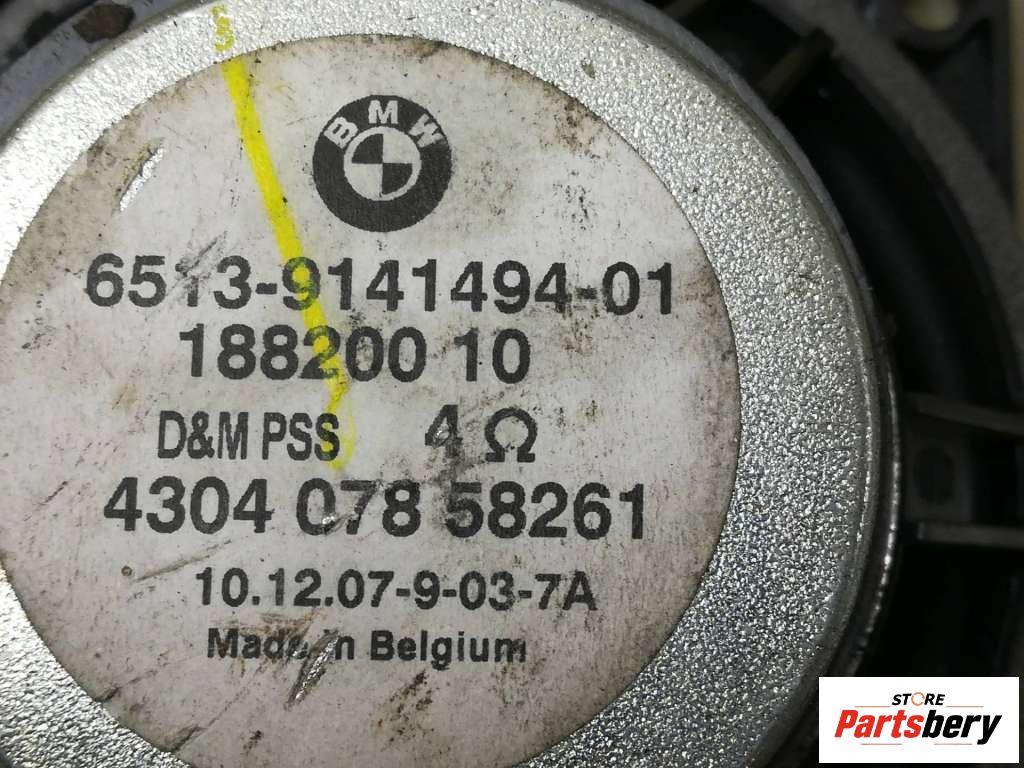 BMW
6513-9141494-01
188200 10
D&M PSS 4 Ω
4304 078 58261
10.12.07-9-03-7A
Made in Belgium
STORE
Partsbery